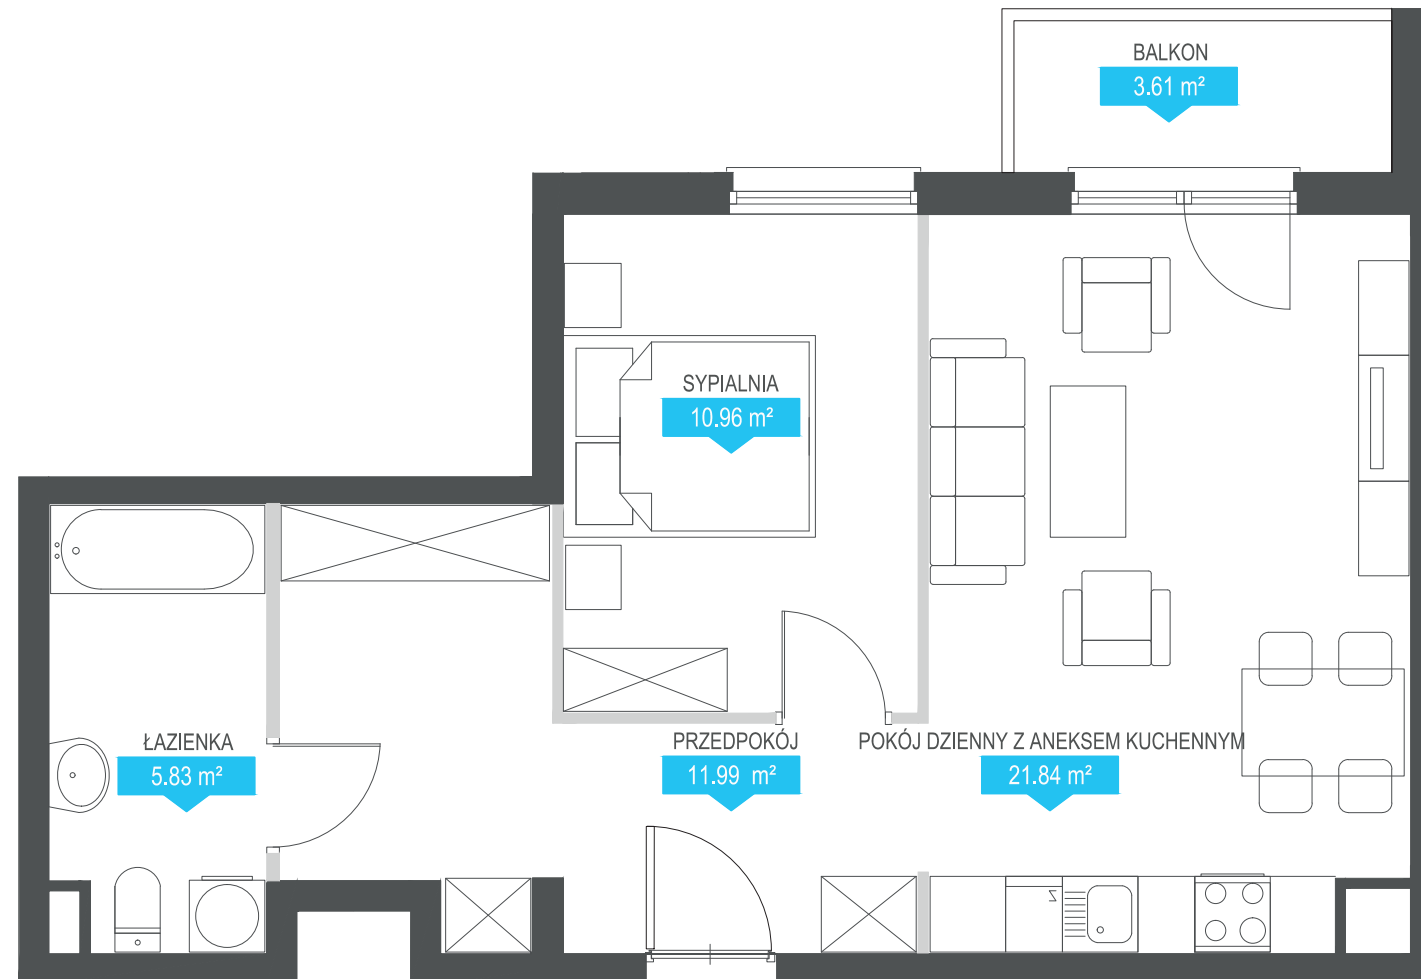 BALKON
3.61 m²
SYPIALNIA
10.96 m²
ŁAZIENKA
5.83 m²
PRZEDPOKÓJ
11.99 m²
POKÓJ DZIENNY Z ANEKSEM KUCHENNYM
21.84 m²